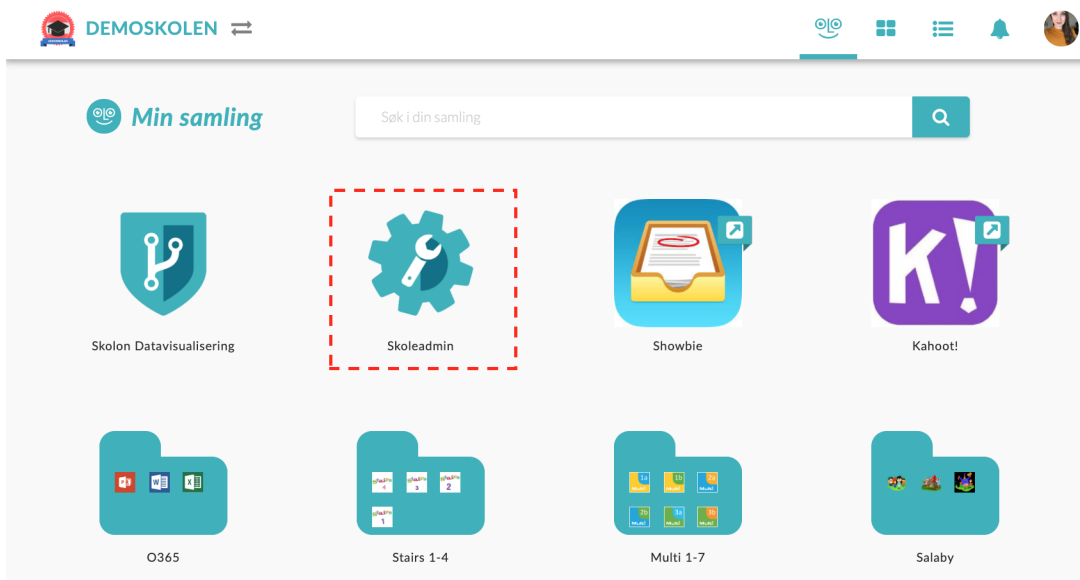 DEMOSKOLEN
Min samling
Søk i din samling
Skolon Datavisualisering
Skoleadmin
Showbie
K!
Kahoot!
O365
Stairs 1-4
Multi 1-7
Salaby